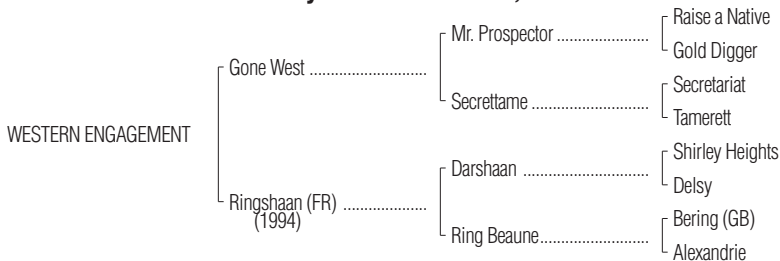 Raise a Native
Mr. Prospector ....................
Gold Digger
Gone West ..........................
Secretariat
Secrettame ..........................
Tamerett
WESTERN ENGAGEMENT
Shirley Heights
Darshaan ...........................
Delsy
Ringshaan (FR) ..................
(1994)
Bering (GB)
Ring Beaune.......................
Alexandrie